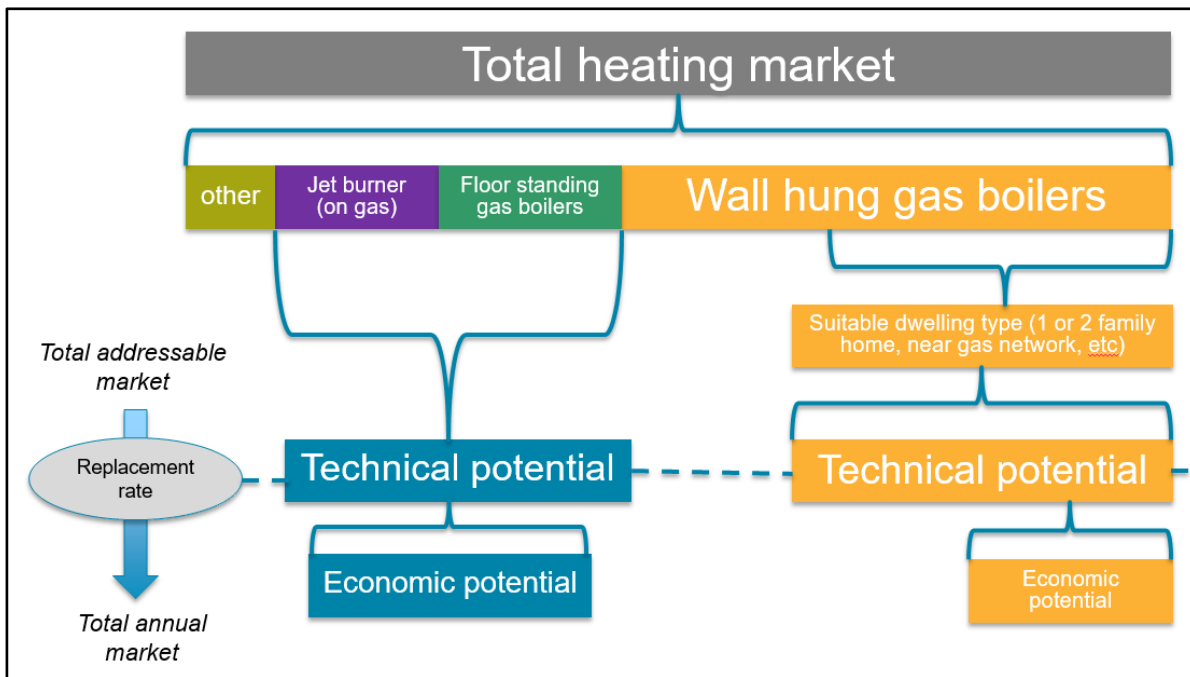 Total heating market
other
Jet burner
(on gas)
Floor standing
gas boilers
Wall hung gas boilers
Suitable dwelling type (1 or 2 family
home, near gas network, etc)
Total addressable
market
Replacement
rate
Technical potential
Technical potential
Economic potential
Economic
potential
Total annual
market